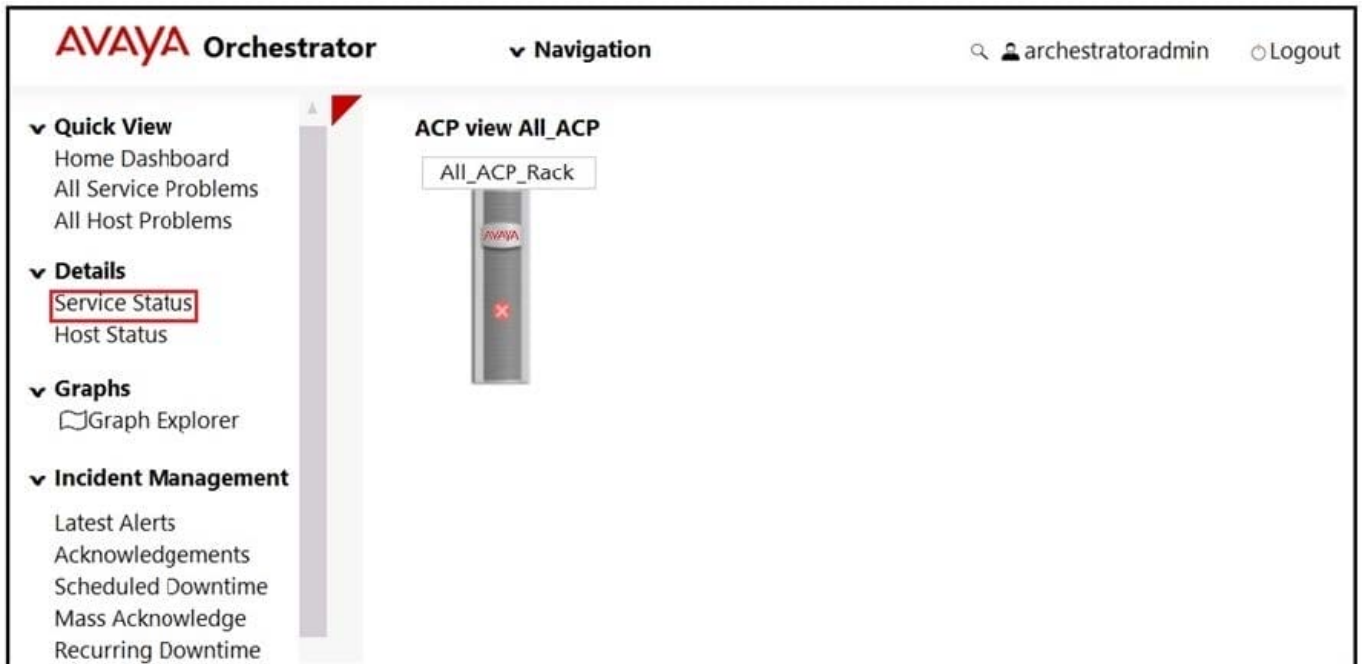 AVAYA Orchestrator
Navigation
archestratoradmin
Logout
Quick View
Home Dashboard
All Service Problems
All Host Problems
Details
Service Status
Host Status
Graphs
Graph Explorer
Incident Management
Latest Alerts
Acknowledgements
Scheduled Downtime
Mass Acknowledge
Recurring Downtime
ACP view All_ACP
All_ACP_Rack
AVAYA